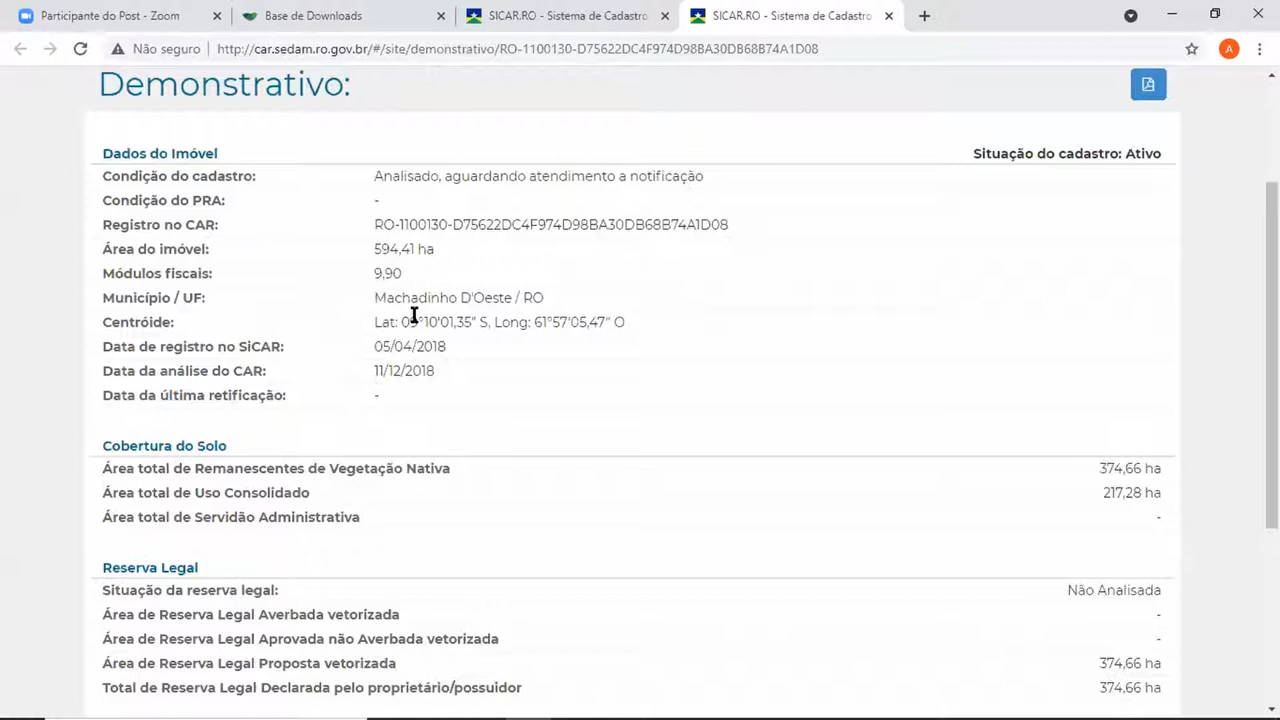 Participante do Post - Zoom
Base de Downloads
SICAR.RO - Sistema de Cadastro
SICAR.RO - Sistema de Cadastro
Não seguro
http://car.sedam.ro.gov.br/#/site/demonstrativo/RO-1100130-D75622DC4F974D98BA30DB68B74A1D08
A
Demonstrativo:
Dados do Imóvel Situação do cadastro: Ativo
Condição do cadastro: Analisado, aguardando atendimento a notificação
Condição do PRA: -
Registro no CAR: RO-1100130-D75622DC4F974D98BA30DB68B74A1D08
Área do imóvel: 594,41 ha
Módulos fiscais: 9,90
Município / UF: Machadinho D'Oeste / RO
Centróide: Lat: 10'01,35" S, Long: 61°57'05,47" O
Data de registro no SiCAR: 05/04/2018
Data da análise do CAR: 11/12/2018
Data da última retificação: -
Cobertura do Solo
Área total de Remanescentes de Vegetação Nativa 374,66 ha
Área total de Uso Consolidado 217,28 ha
Área total de Servidão Administrativa -
Reserva Legal
Situação da reserva legal: Não Analisada
Área de Reserva Legal Averbada vetorizada -
Área de Reserva Legal Aprovada não Averbada vetorizada -
Área de Reserva Legal Proposta vetorizada 374,66 ha
Total de Reserva Legal Declarada pelo proprietário/possuidor 374,66 ha